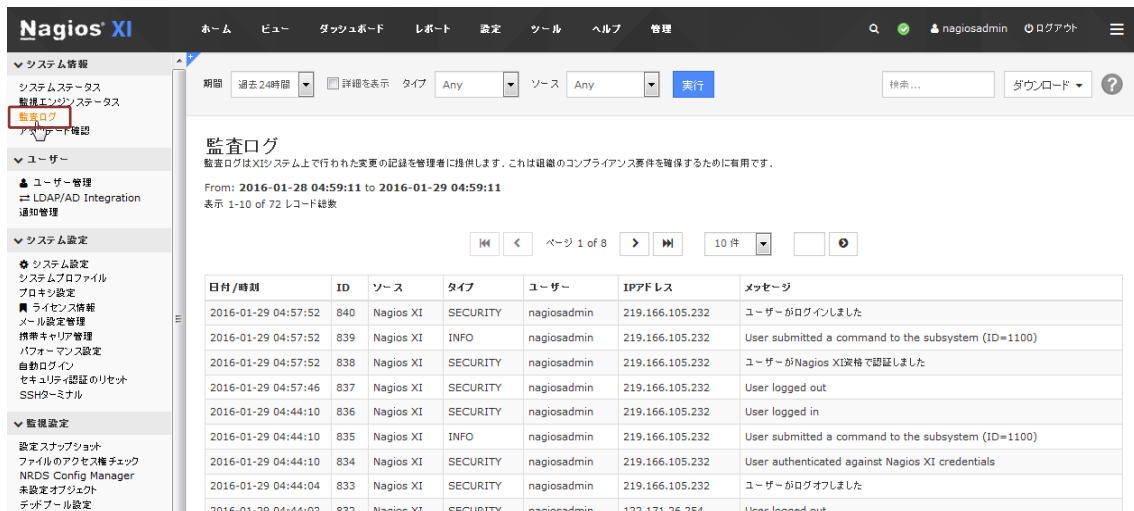 Nagios® XI
ホーム ビュー ダッシュボード レポート 設定 ツール ヘルプ 管理
nagiosadmin ログアウト
システム情報
システムステータス
監視エンジンステータス
監査ログ
ユーザー
ユーザー管理
LDAP/AD Integration
通知管理
システム設定
システム設定
システムプロファイル
プロキシ設定
ライセンス情報
メール設定管理
携帯キャリア管理
パフォーマンス設定
自動ログイン
セキュリティ認証のリセット
SSHターミナル
監視設定
設定スナップショット
ファイルのアクセス権チェック
NRDS Config Manager
未設定オブジェクト
デッドプール設定
期間 過去24時間 詳細を表示 タイプ Any ソース Any 実行
検索... ダウンロード
監査ログ
監査ログはXIシステム上で行われた変更の記録を管理者に提供します. これは組織のコンプライアンス要件を確保するために有用です.
From: 2016-01-28 04:59:11 to 2016-01-29 04:59:11
表示 1-10 of 72 レコード総数
ページ 1 of 8 10 件
日付/時刻 ID ソース タイプ ユーザー IPアドレス メッセージ
2016-01-29 04:57:52 840 Nagios XI SECURITY nagiosadmin 219.166.105.232 ユーザーがログインしました
2016-01-29 04:57:52 839 Nagios XI INFO nagiosadmin 219.166.105.232 User submitted a command to the subsystem (ID=1100)
2016-01-29 04:57:52 838 Nagios XI SECURITY nagiosadmin 219.166.105.232 ユーザーがNagios XI資格で認証しました
2016-01-29 04:57:46 837 Nagios XI SECURITY nagiosadmin 219.166.105.232 User logged out
2016-01-29 04:44:10 836 Nagios XI SECURITY nagiosadmin 219.166.105.232 User logged in
2016-01-29 04:44:10 835 Nagios XI INFO nagiosadmin 219.166.105.232 User submitted a command to the subsystem (ID=1100)
2016-01-29 04:44:10 834 Nagios XI SECURITY nagiosadmin 219.166.105.232 User authenticated against Nagios XI credentials
2016-01-29 04:44:04 833 Nagios XI SECURITY nagiosadmin 219.166.105.232 ユーザーがログオフしました
2016-01-29 04:44:02 832 Nagios XI SECURITY nagiosadmin 122.171.26.254 User logged out